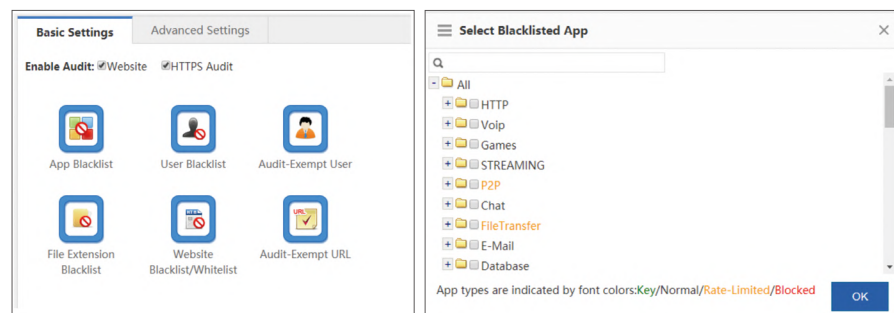 Basic Settings
Advanced Settings
Enable Audit: Website HTTPS Audit
App Blacklist
User Blacklist
Audit-Exempt User
URL
File Extension
Blacklist
Website
Blacklist/Whitelist
Audit-Exempt URL
Select Blacklisted App
All
HTTP
Voip
Games
STREAMING
P2P
Chat
FileTransfer
E-Mail
Database
App types are indicated by font colors:Key/Normal/Rate-Limited/Blocked
OK